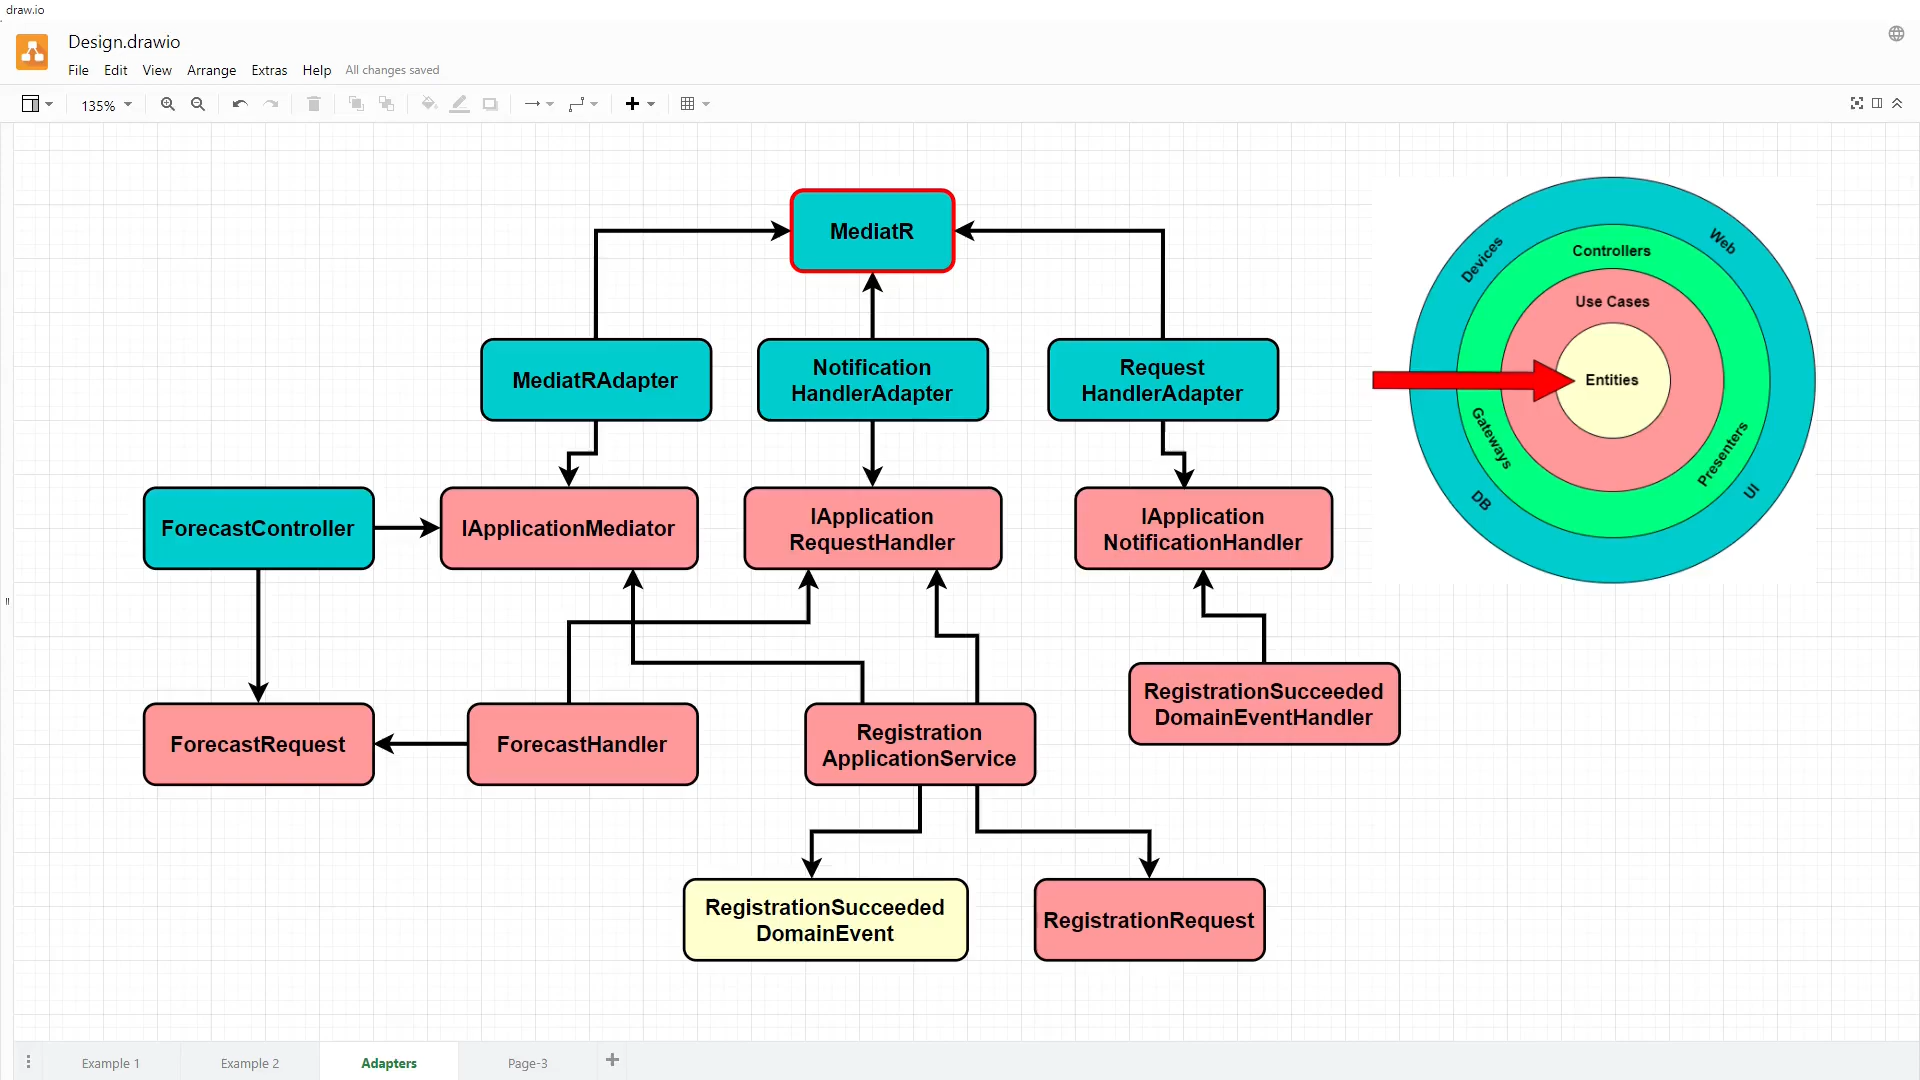 draw.io
Design.drawio
File Edit View Arrange Extras Help All changes saved
135%
MediatR
MediatRAdapter
Notification
HandlerAdapter
Request
HandlerAdapter
ForecastController
IApplicationMediator
IApplication
RequestHandler
IApplication
NotificationHandler
ForecastRequest
ForecastHandler
Registration
ApplicationService
RegistrationSucceeded
DomainEventHandler
RegistrationSucceeded
DomainEvent
RegistrationRequest
Devices
Web
Controllers
Use Cases
Entities
Gateways
Presenters
DB
UI
Example 1 Example 2 Adapters Page-3